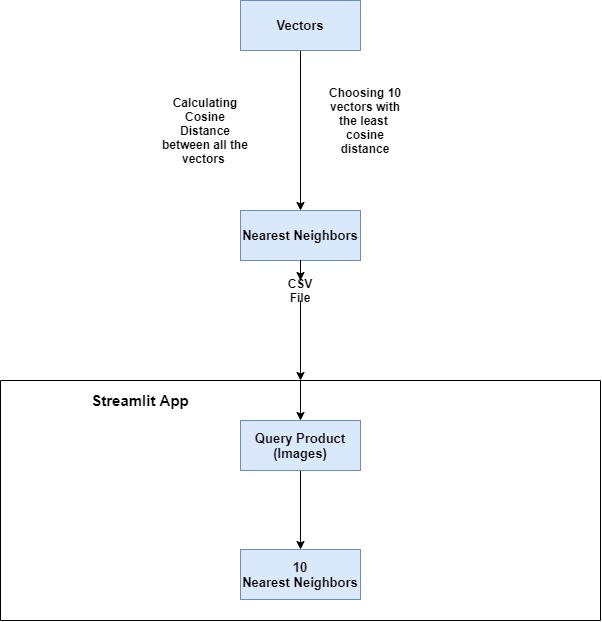 Vectors
Calculating
Cosine
Distance
between all the
vectors
Choosing 10
vectors with
the least
cosine
distance
Nearest Neighbors
CSV
File
Streamlit App
Query Product
(Images)
10
Nearest Neighbors